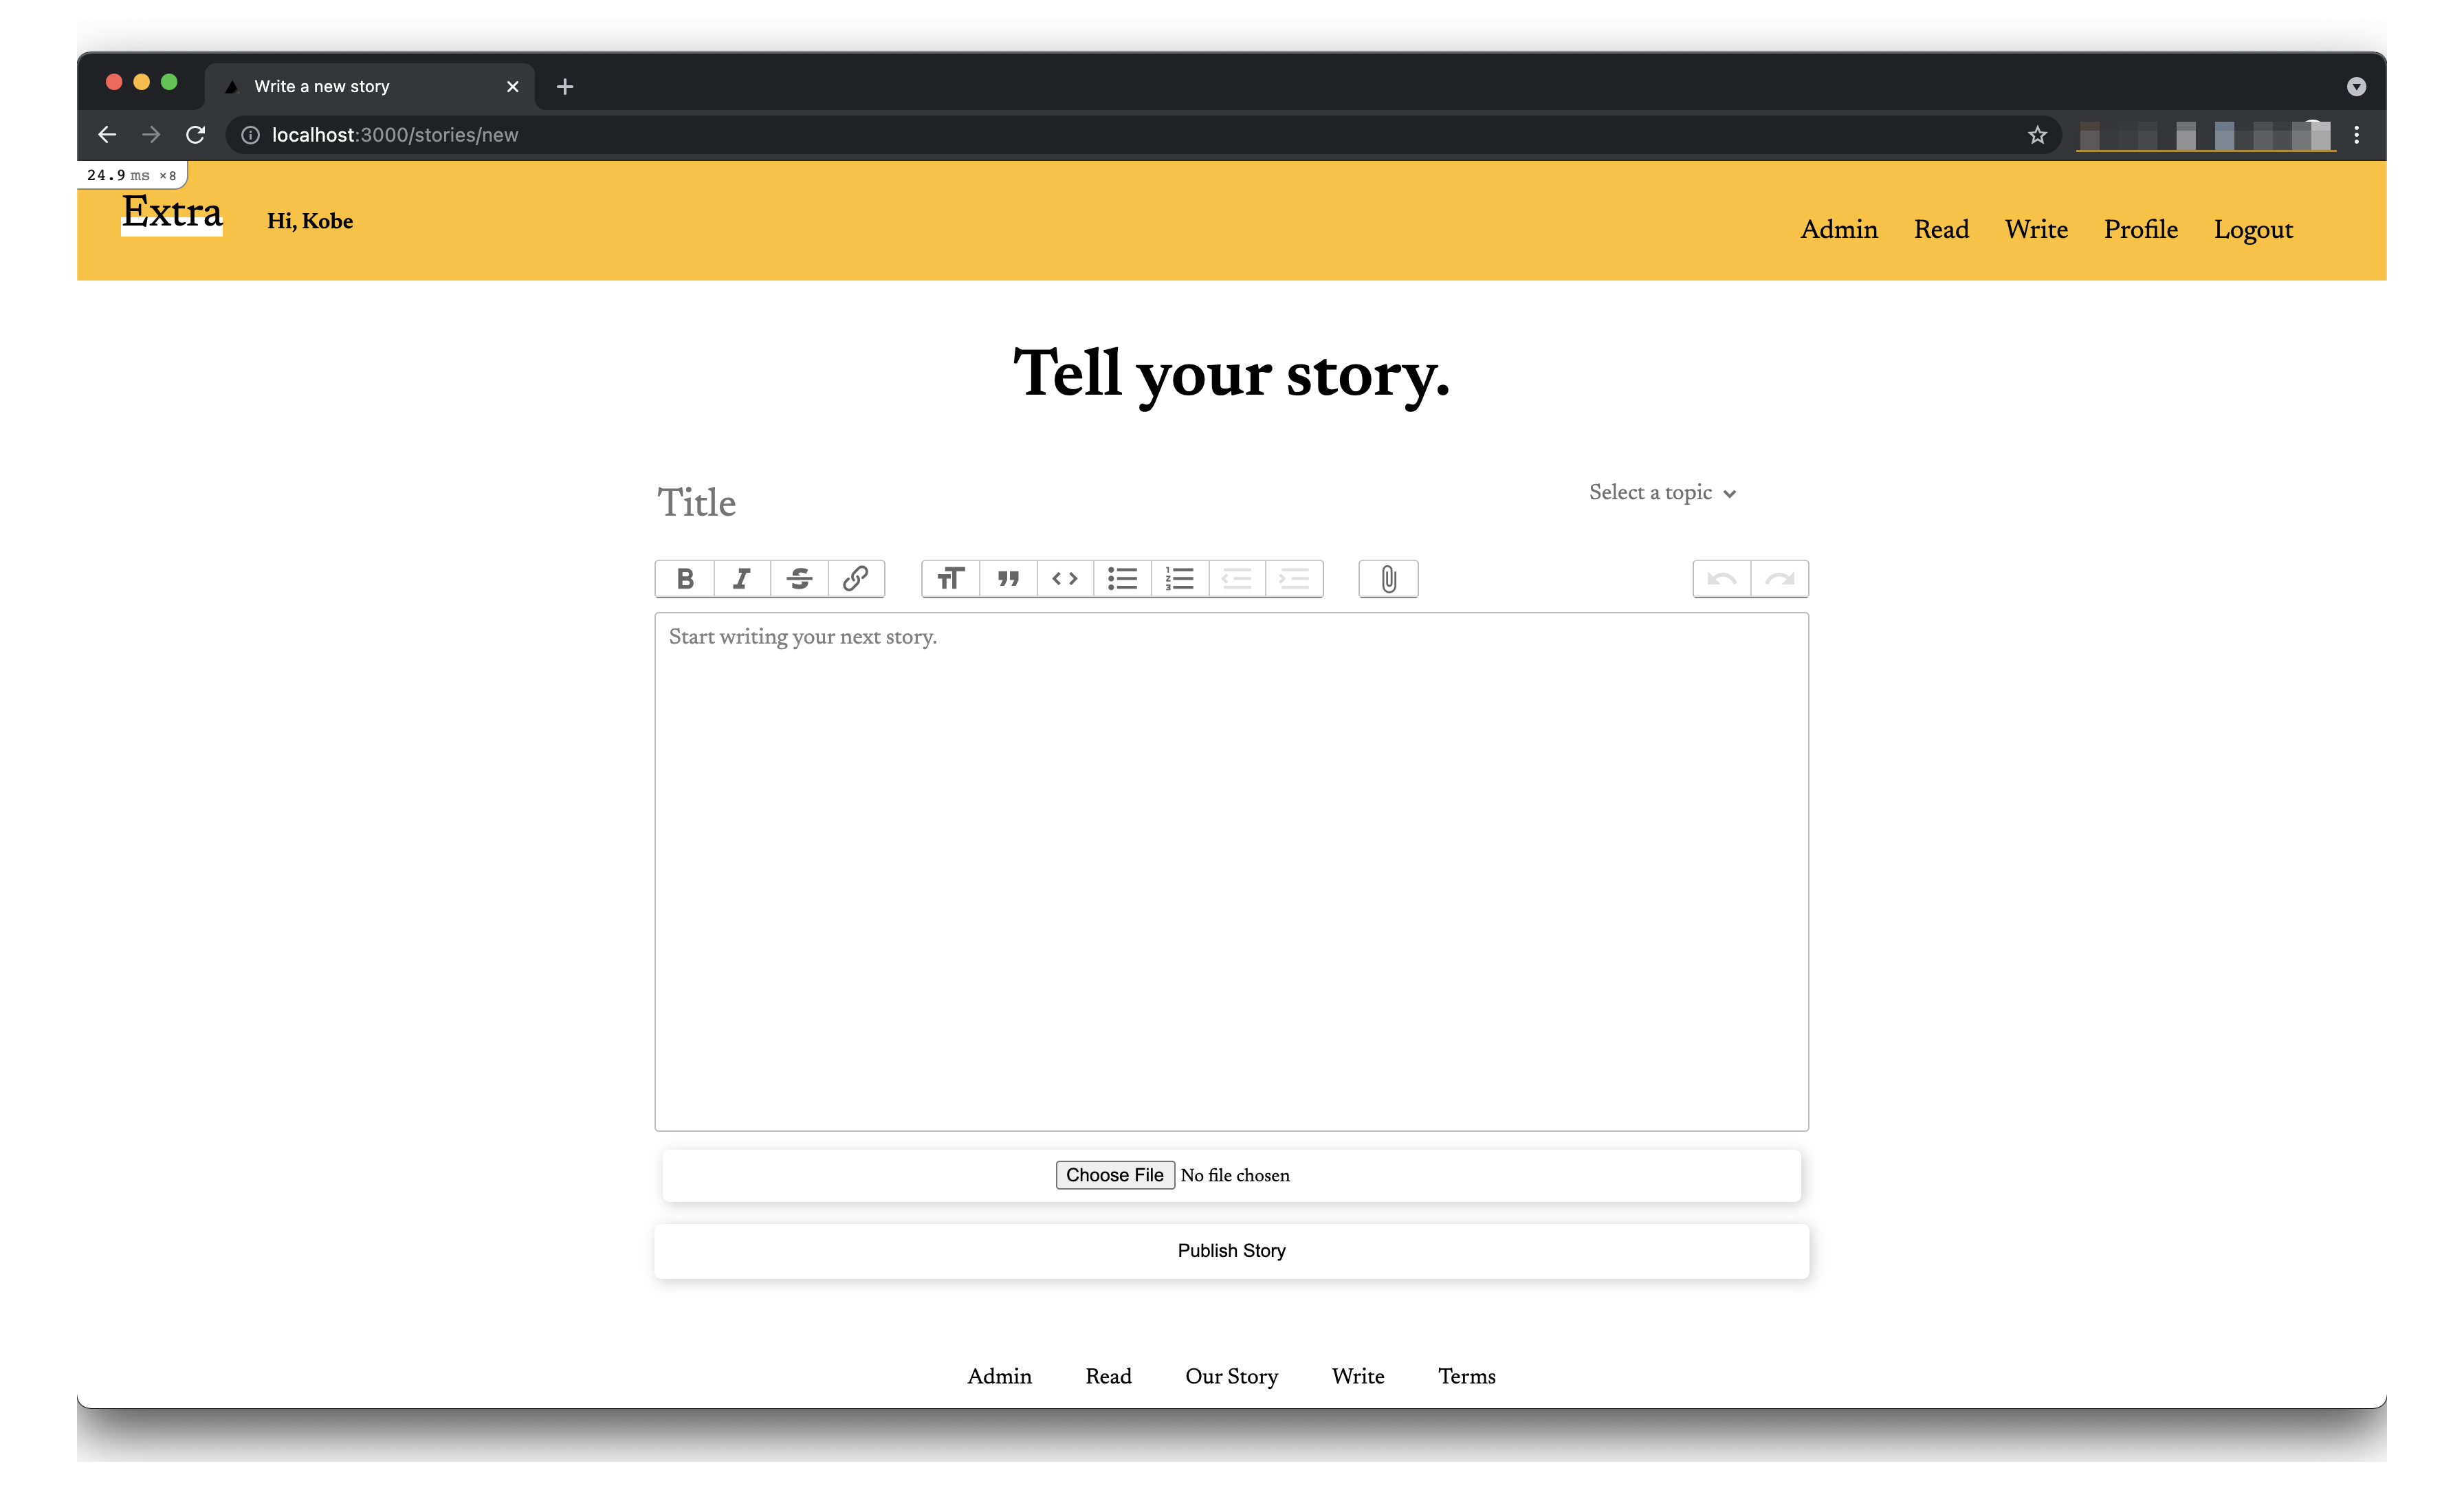 Write a new story
localhost:3000/stories/new
24.9 ms ×8
Extra
Hi, Kobe
Admin Read Write Profile Logout
Tell your story.
Title
Select a topic
Start writing your next story.
Choose File No file chosen
Publish Story
Admin Read Our Story Write Terms